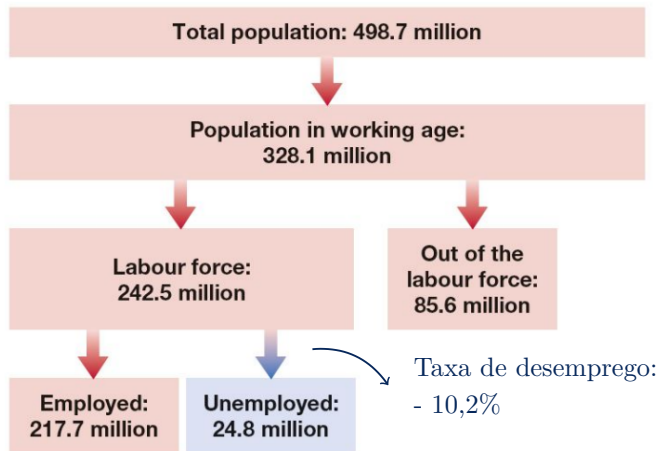 Total population: 498.7 million
Population in working age:
328.1 million
Labour force:
242.5 million
Out of the
labour force:
85.6 million
Employed:
217.7 million
Unemployed:
24.8 million
Taxa de desemprego:
- 10,2%